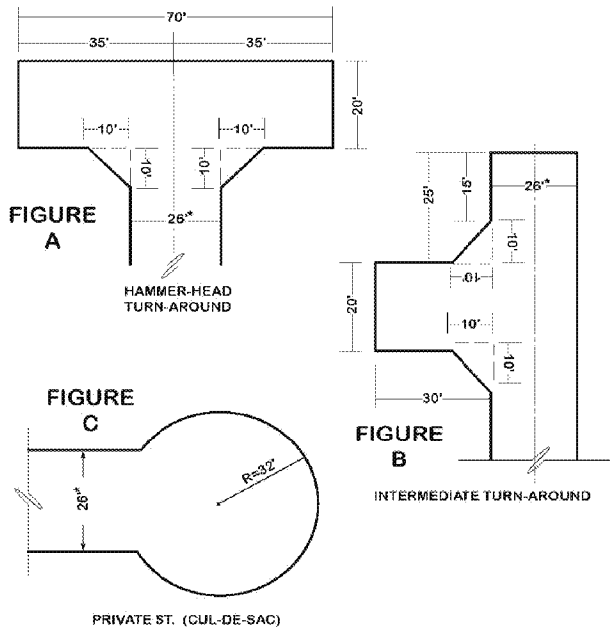 70'
35' 35'
20'
10' 10'
10' 10'
26'*
FIGURE
A
HAMMER-HEAD
TURN-AROUND
25' 15' 26'*
10'
10'
20'
10'
10'
30'
FIGURE
B
INTERMEDIATE TURN-AROUND
FIGURE
C
26'*
R=32'
PRIVATE ST. (CUL-DE-SAC)